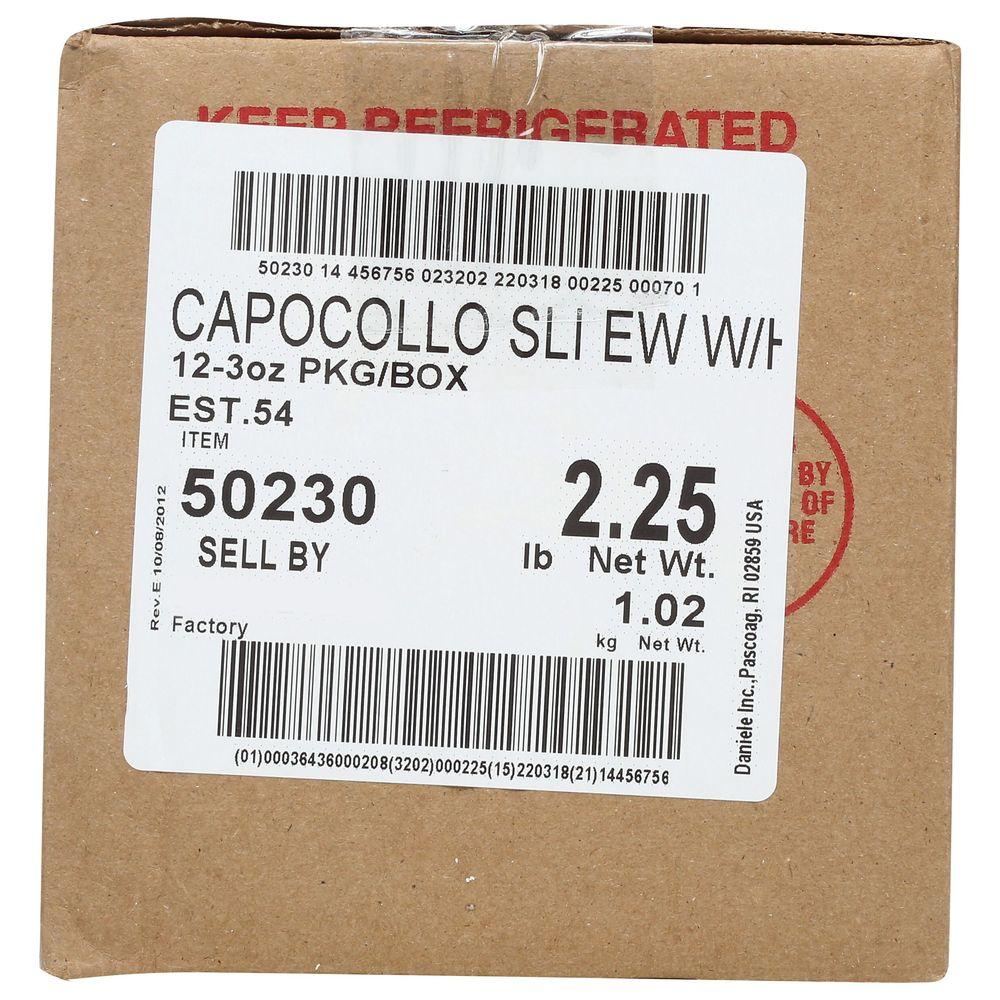 KEEP REFRIGERATED
50230 14 456756 023202 220318 00225 00070 1
CAPOCOLLO SLI EW W/H
12-3oz PKG/BOX
EST.54
ITEM
50230
2.25
SELL BY
lb Net Wt.
1.02
kg Net Wt.
Factory
(01)00036436000208(3202)000225(15)220318(21)14456756
Rev.E 10/08/2012
Daniele Inc.,Pascoag, RI 02859 USA
BY
OF